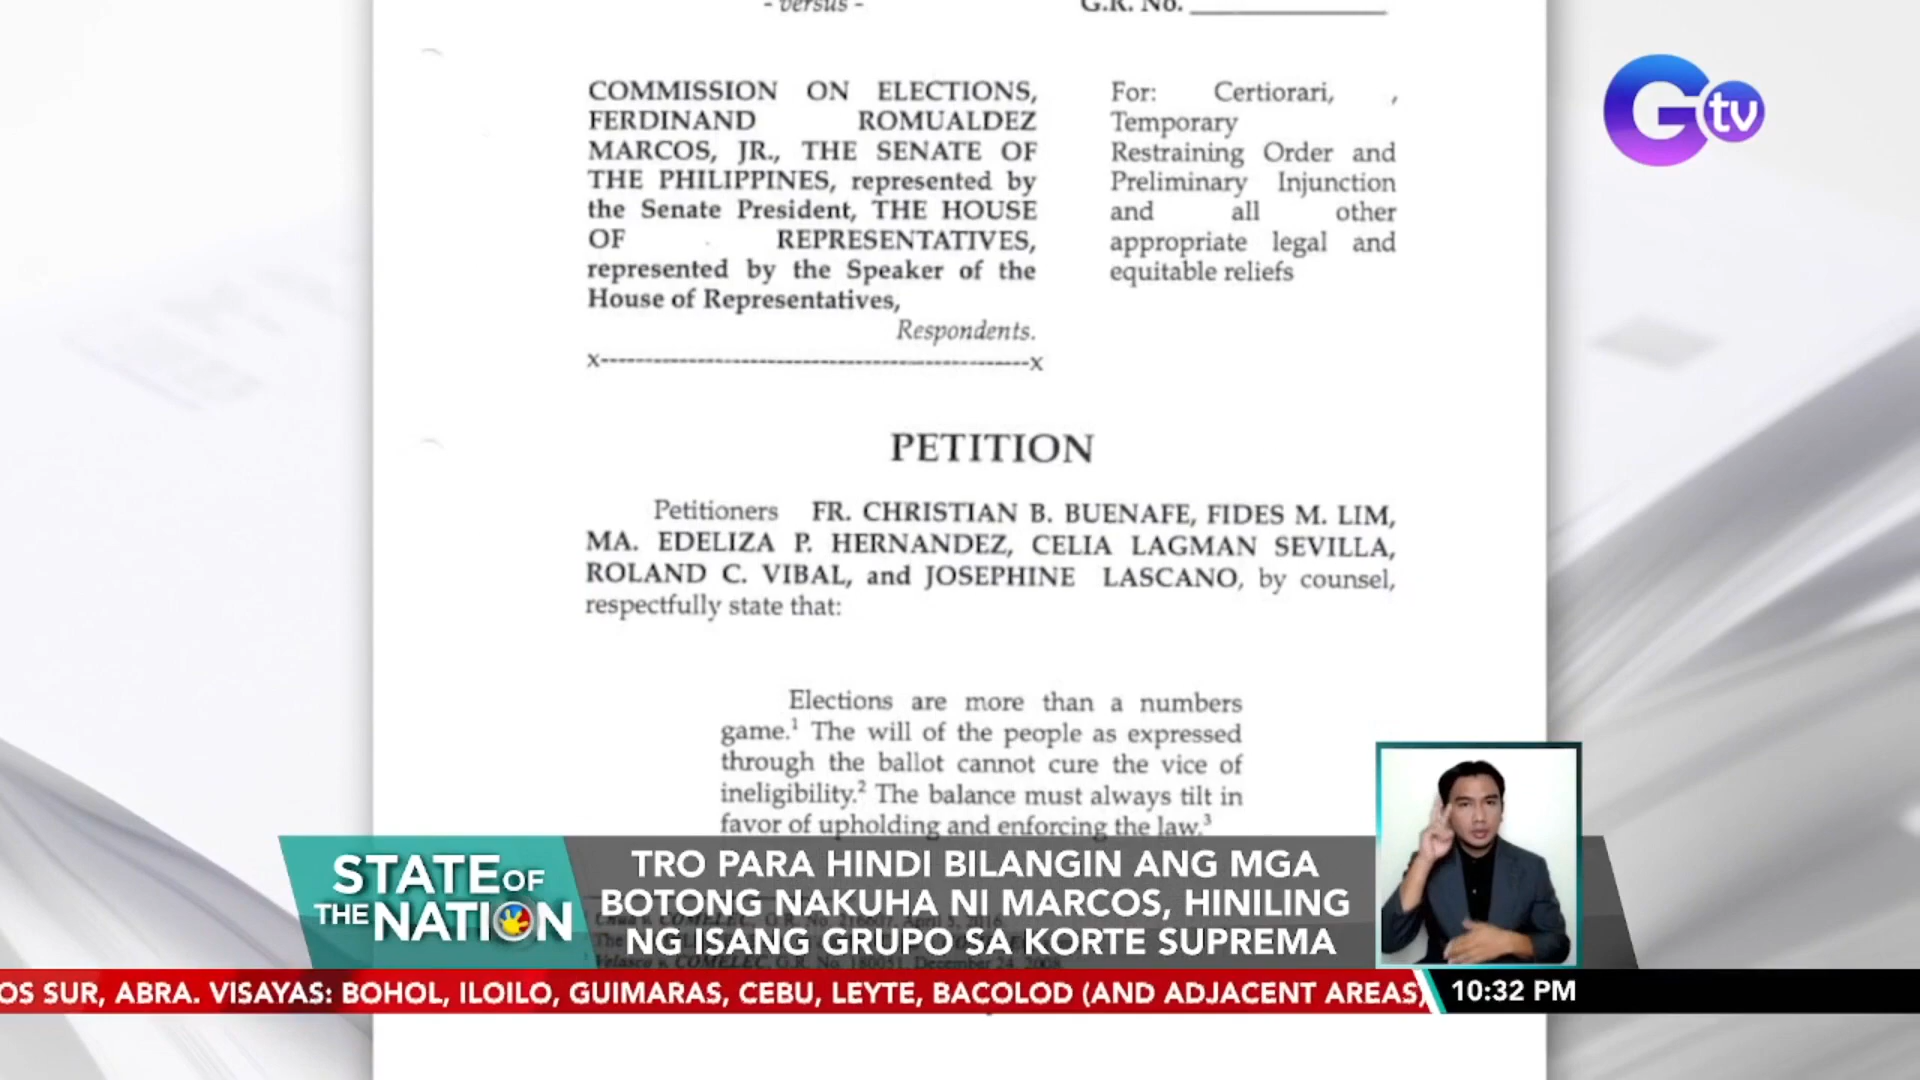 - versus -
G.R. No.
COMMISSION ON ELECTIONS,
FERDINAND ROMUALDEZ
MARCOS, JR., THE SENATE OF
THE PHILIPPINES, represented by
the Senate President, THE HOUSE
OF REPRESENTATIVES,
represented by the Speaker of the
House of Representatives,
Respondents.
x-----------------------------------------------x
For: Certiorari, ,
Temporary
Restraining Order and
Preliminary Injunction
and all other
appropriate legal and
equitable reliefs
G tv
PETITION
Petitioners FR. CHRISTIAN B. BUENAFE, FIDES M. LIM,
MA. EDELIZA P. HERNANDEZ, CELIA LAGMAN SEVILLA,
ROLAND C. VIBAL, and JOSEPHINE LASCANO, by counsel,
respectfully state that:
Elections are more than a numbers
game.1 The will of the people as expressed
through the ballot cannot cure the vice of
ineligibility.2 The balance must always tilt in
favor of upholding and enforcing the law.3
STATE OF
THE NATION
TRO PARA HINDI BILANGIN ANG MGA
BOTONG NAKUHA NI MARCOS, HINILING
NG ISANG GRUPO SA KORTE SUPREMA
Velasco v. COMELEC, G.R. No. 180051, December 24, 2008.
OS SUR, ABRA. VISAYAS: BOHOL, ILOILO, GUIMARAS, CEBU, LEYTE, BACOLOD (AND ADJACENT AREAS)
10:32 PM